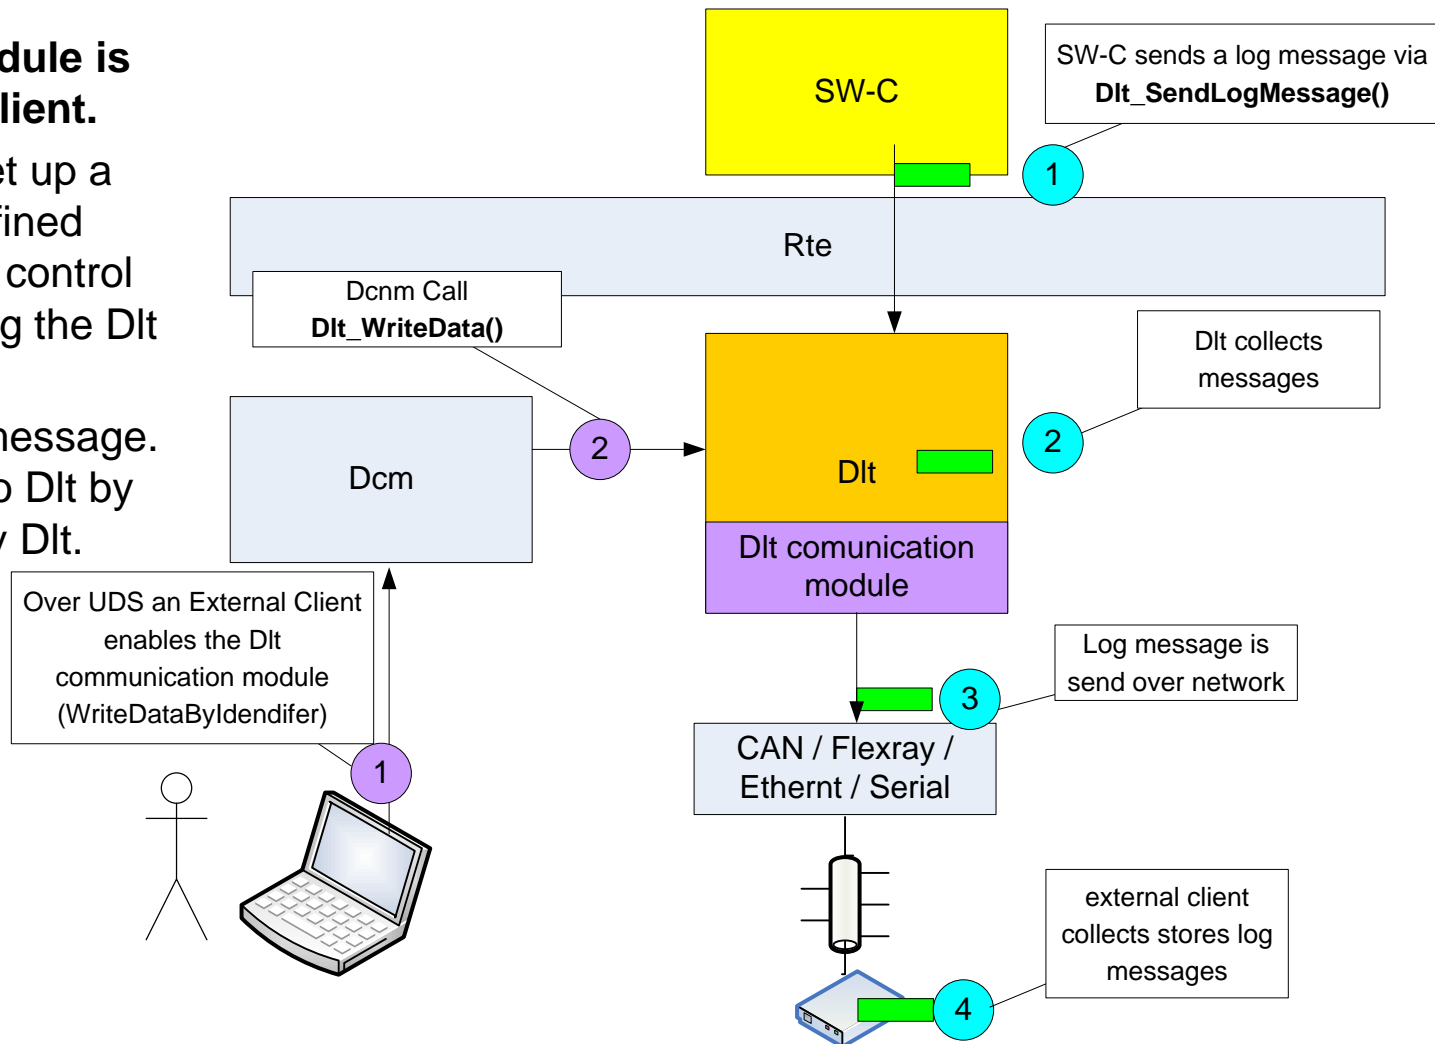 dule is
lient.
et up a
fined
control
g the Dlt
nessage.
o Dlt by
y Dlt.
SW-C
SW-C sends a log message via
Dlt_SendLogMessage()
1
Rte
Dcnm Call
Dlt_WriteData()
Dlt collects
messages
2
2
Dcm
Dlt
Dlt comunication
module
Over UDS an External Client
enables the Dlt
communication module
(WriteDataByIdendifer)
1
Log message is
send over network
3
CAN / Flexray /
Ethernt / Serial
external client
collects stores log
messages
4